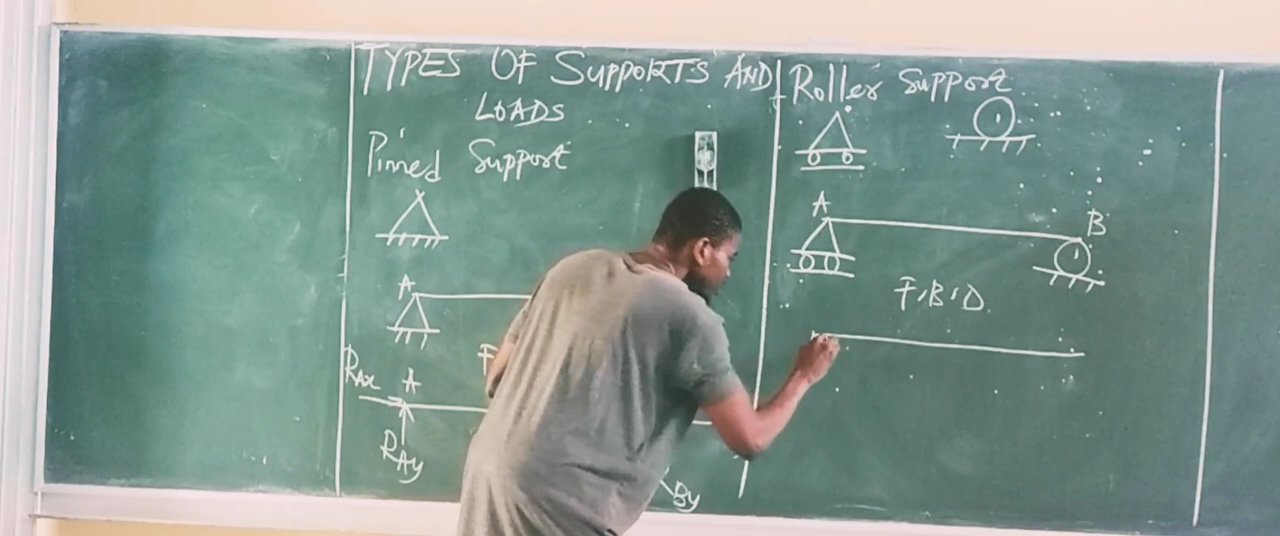 TYPES OF SUPPORTS AND
LOADS
Pinned Support
A
F
RAx A
RAy
By
Roller Support
A B
F.B.D